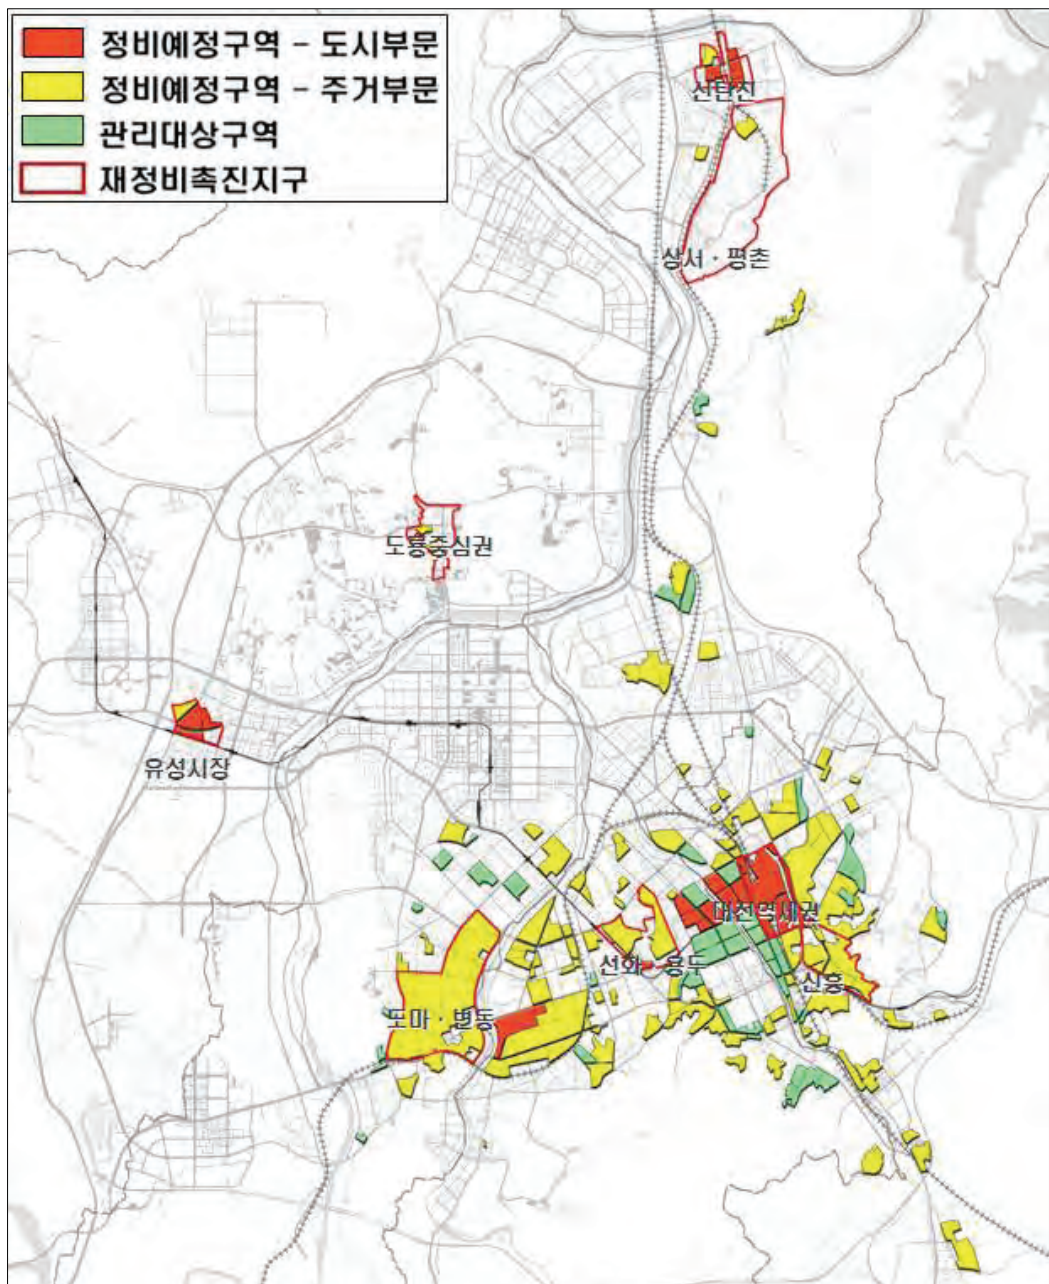 정비예정구역 – 도시부문
정비예정구역 – 주거부문
관리대상구역
재정비촉진지구
신탄진
상서 · 평촌
도룡중심권
유성시장
대전역세권
선화 · 용두
신흥
도마 · 변동